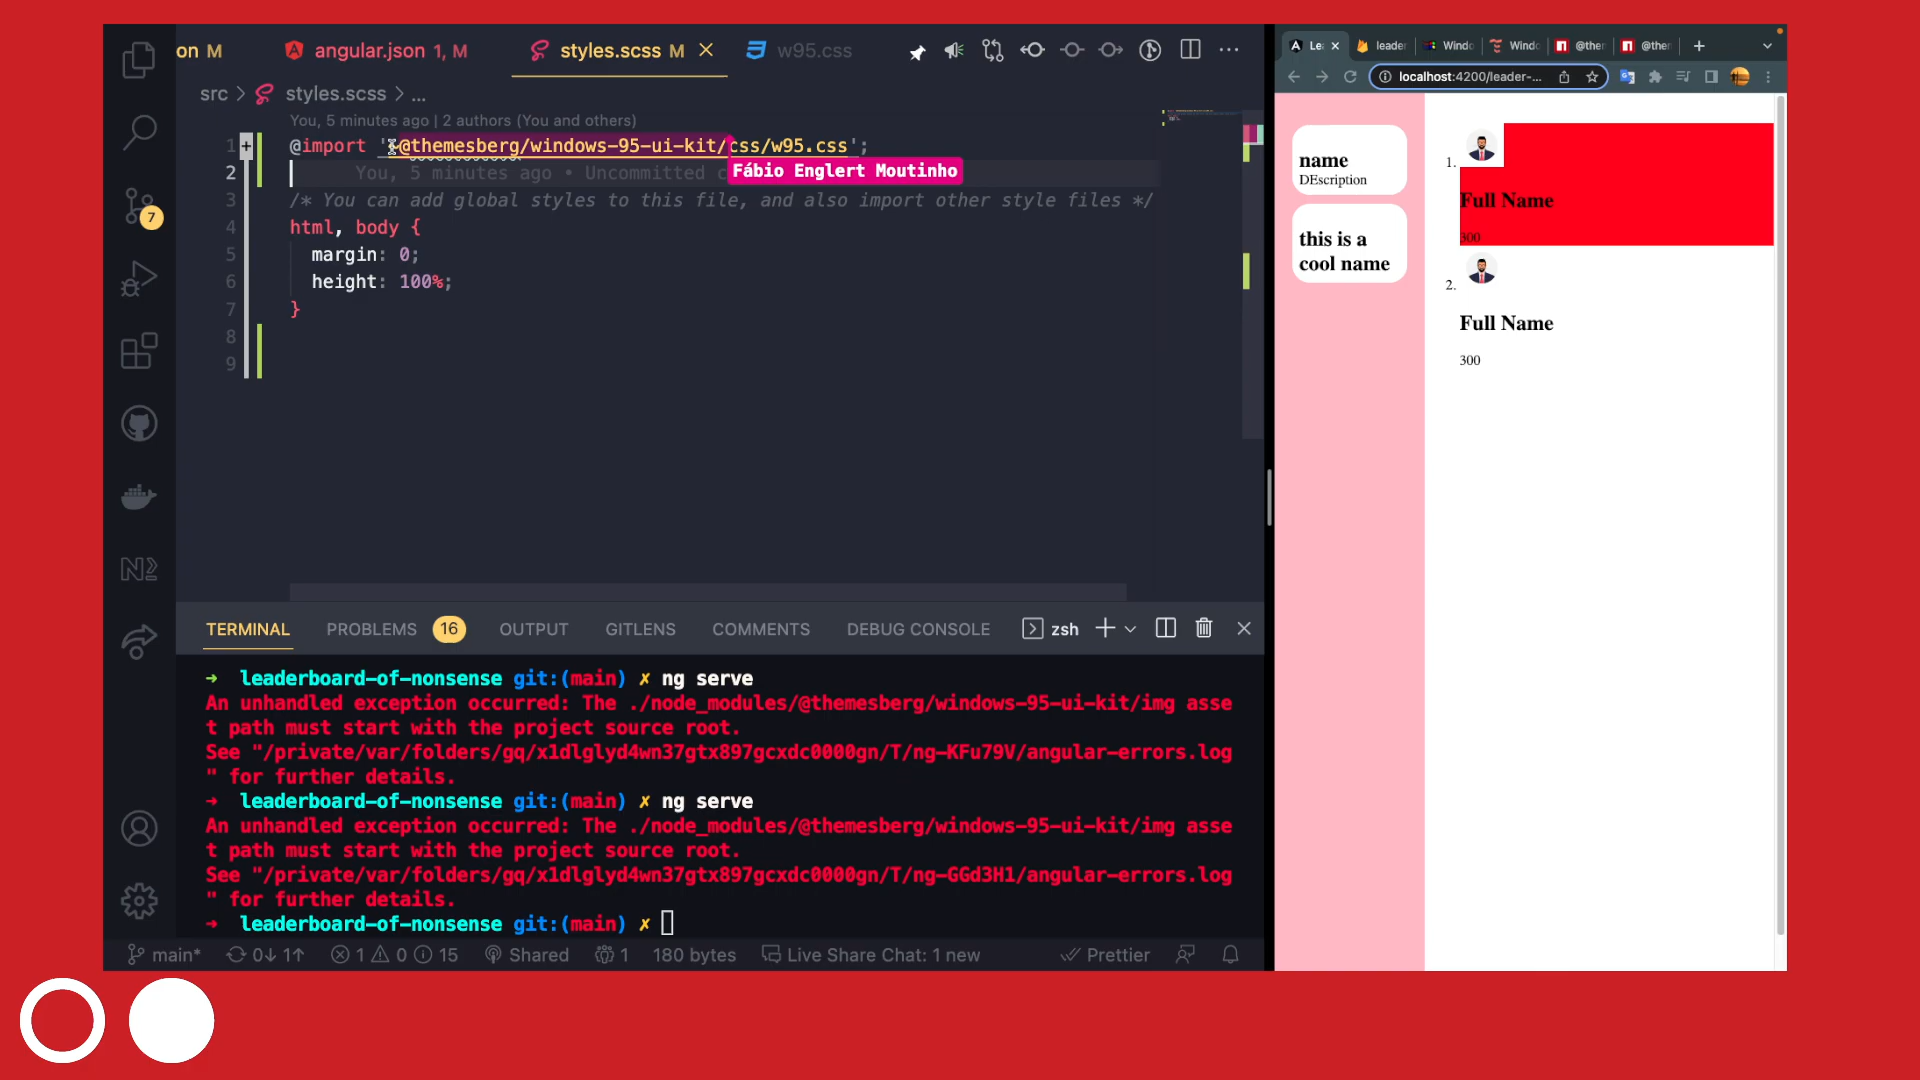 on M
angular.json 1, M
styles.scss M
w95.css
src > styles.scss > ...
You, 5 minutes ago | 2 authors (You and others)
1 @import '~@themesberg/windows-95-ui-kit/css/w95.css';
Fábio Englert Moutinho
2 You, 5 minutes ago • Uncommitted c
3 /* You can add global styles to this file, and also import other style files */
4 html, body {
5 margin: 0;
6 height: 100%;
7 }
8
9
7
TERMINAL PROBLEMS 16 OUTPUT GITLENS COMMENTS DEBUG CONSOLE zsh
→ leaderboard-of-nonsense git:(main) ✗ ng serve
An unhandled exception occurred: The ./node_modules/@themesberg/windows-95-ui-kit/img asse
t path must start with the project source root.
See "/private/var/folders/gq/x1dlglyd4wn37gtx897gcxdc0000gn/T/ng-KFu79V/angular-errors.log
" for further details.
→ leaderboard-of-nonsense git:(main) ✗ ng serve
An unhandled exception occurred: The ./node_modules/@themesberg/windows-95-ui-kit/img asse
t path must start with the project source root.
See "/private/var/folders/gq/x1dlglyd4wn37gtx897gcxdc0000gn/T/ng-GGd3H1/angular-errors.log
" for further details.
→ leaderboard-of-nonsense git:(main) ✗
main* 0↓ 1↑ 1 0 15 Shared 1 180 bytes Live Share Chat: 1 new Prettier
Le leader Windo Windo @ther @ther
localhost:4200/leader-...
name
DEscription
this is a
cool name
1.
Full Name
300
2.
Full Name
300